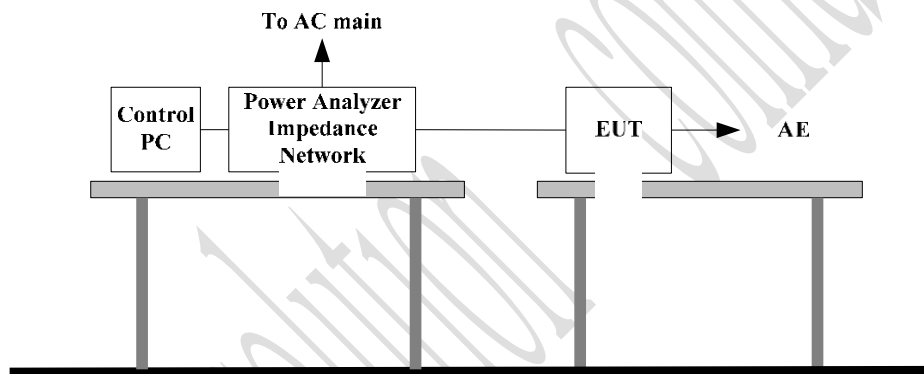 To AC main
Control
PC
Power Analyzer
Impedance
Network
EUT
AE